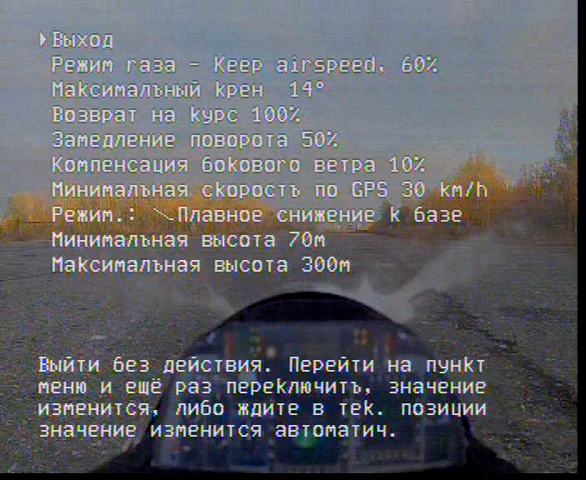 Выход
Режим газа - Keep airspeed, 60%
Максимальный крен 14°
Возврат на курс 100%
Замедление поворота 50%
Компенсация бокового ветра 10%
Минимальная скорость по GPS 30 km/h
Режим.: Плавное снижение к базе
Минимальная высота 70м
Максимальная высота 300м
Выйти без действия. Перейти на пункт
меню и ещё раз переключить, значение
изменится, либо ждите в тек. позиции
значение изменится автоматич.